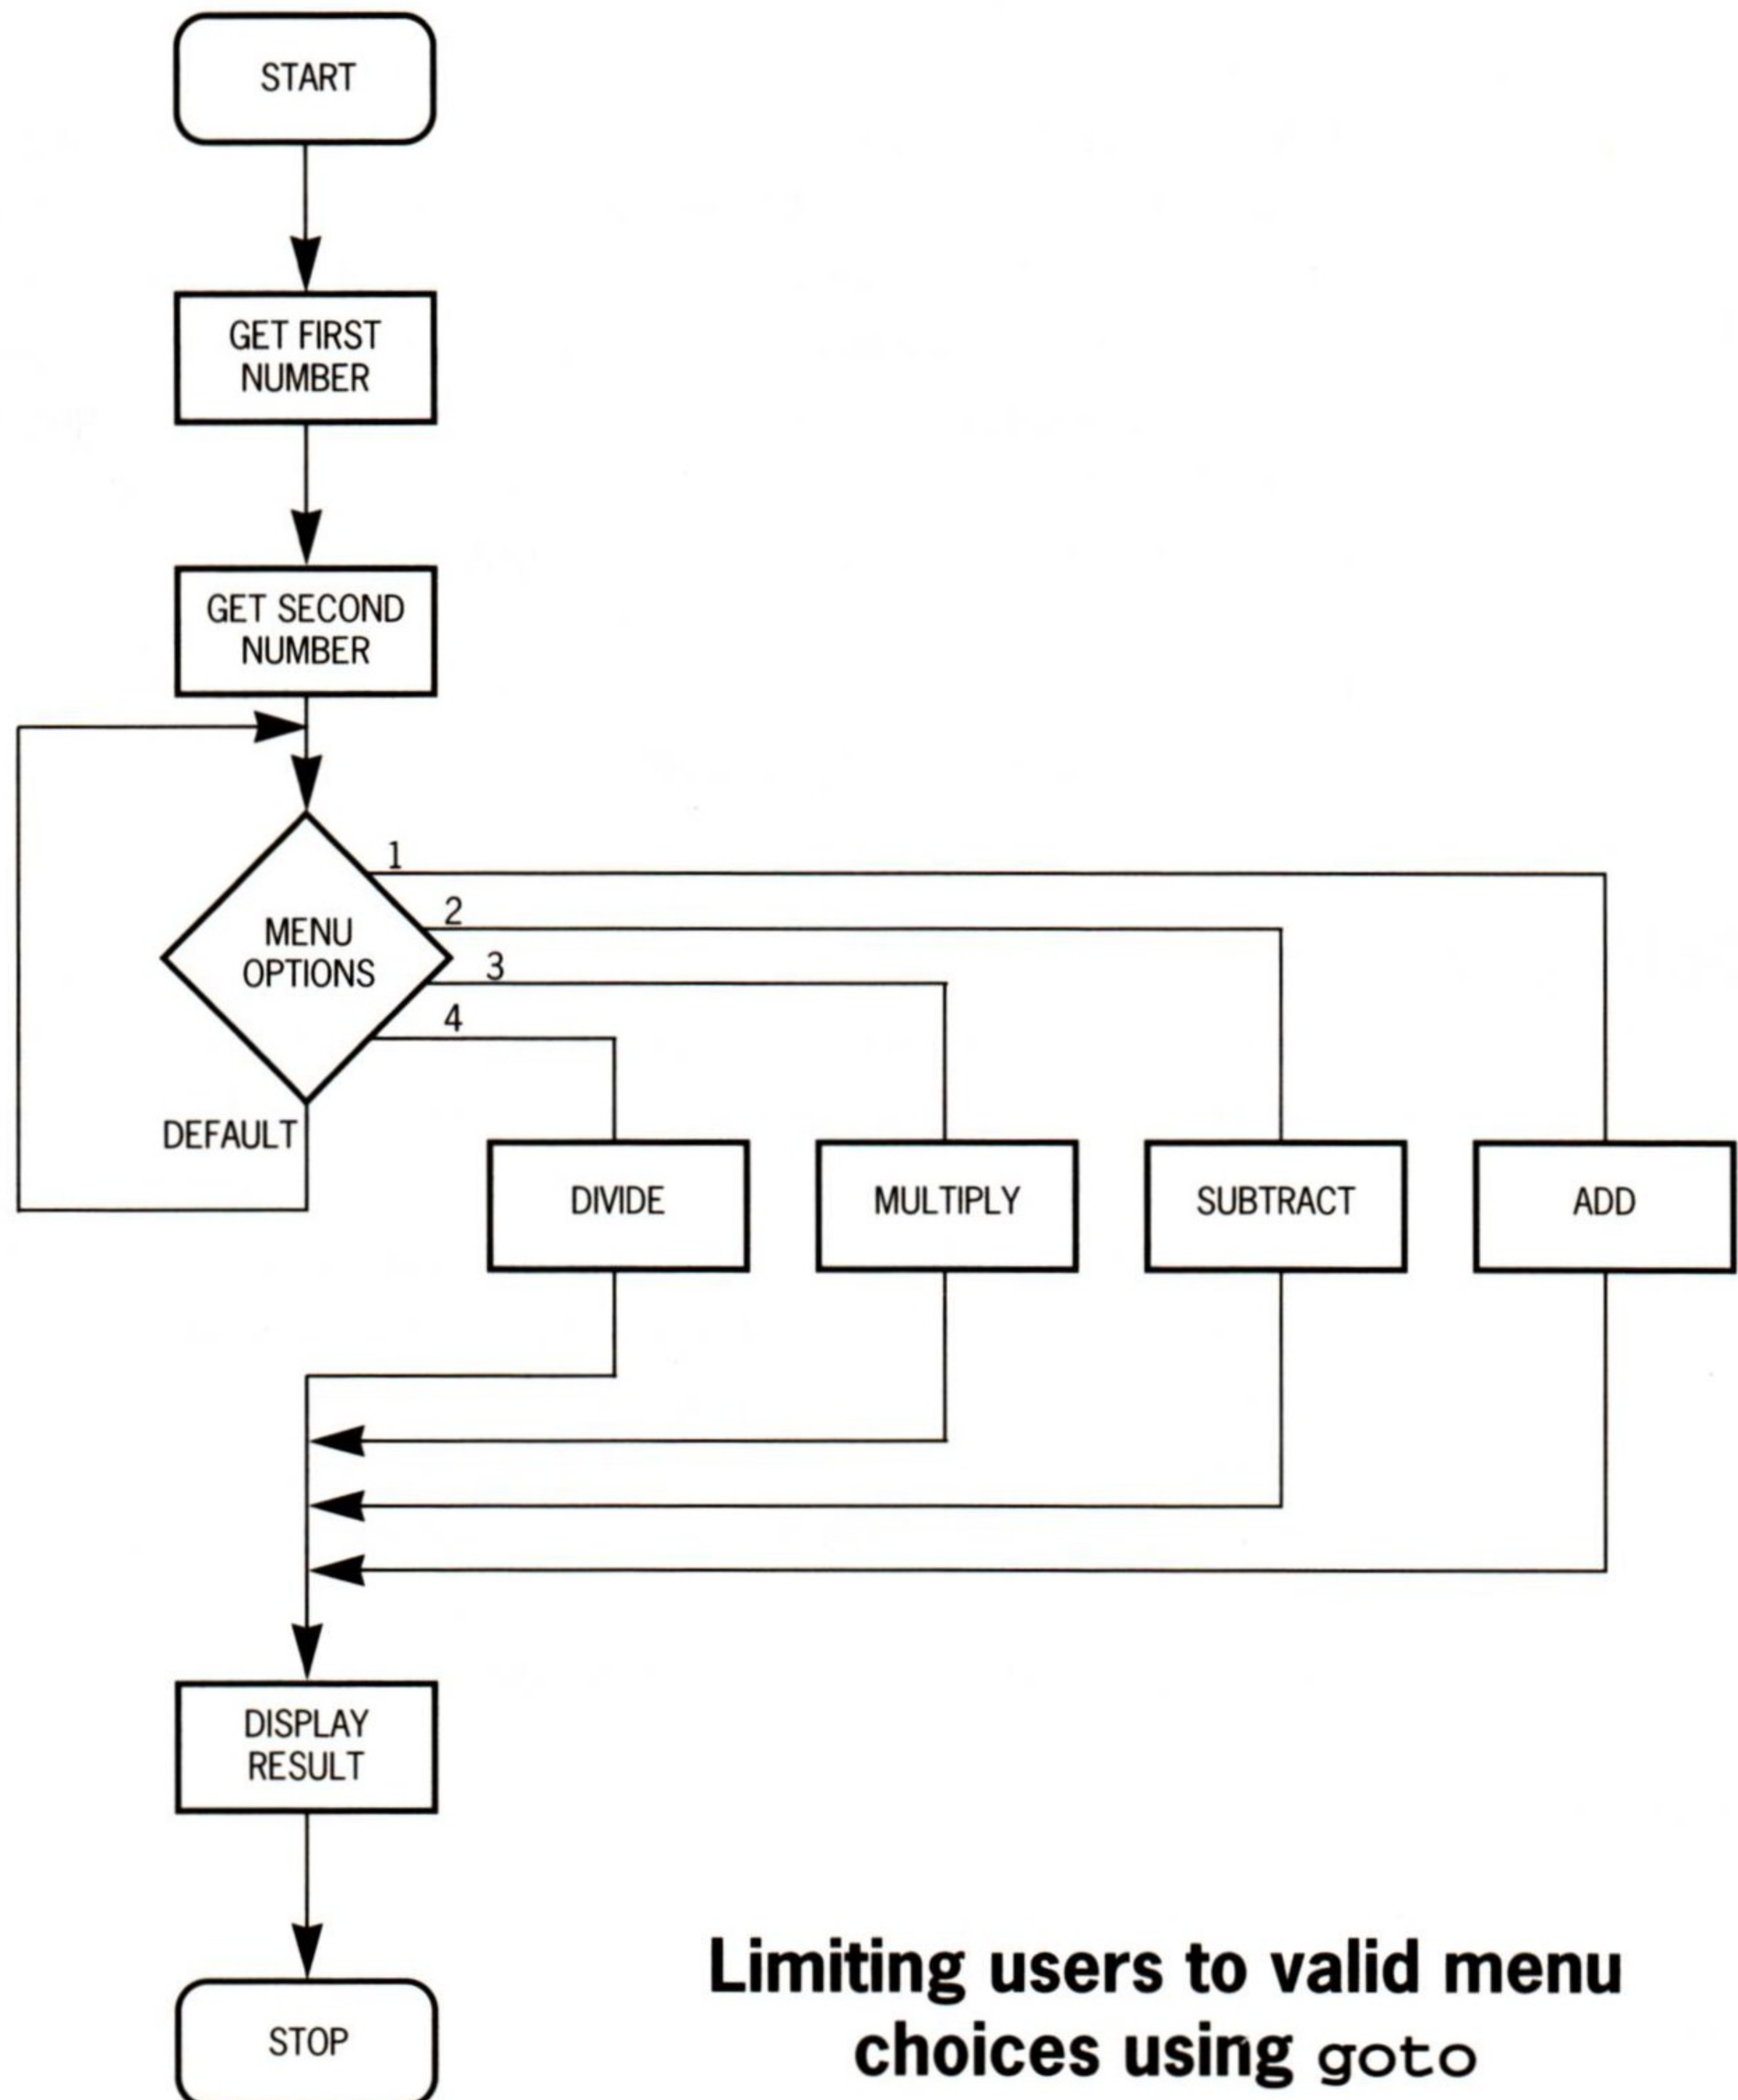 START
GET FIRST
NUMBER
GET SECOND
NUMBER
1
2
3
4
MENU
OPTIONS
DEFAULT
DIVIDE
MULTIPLY
SUBTRACT
ADD
DISPLAY
RESULT
STOP
Limiting users to valid menu
choices using goto